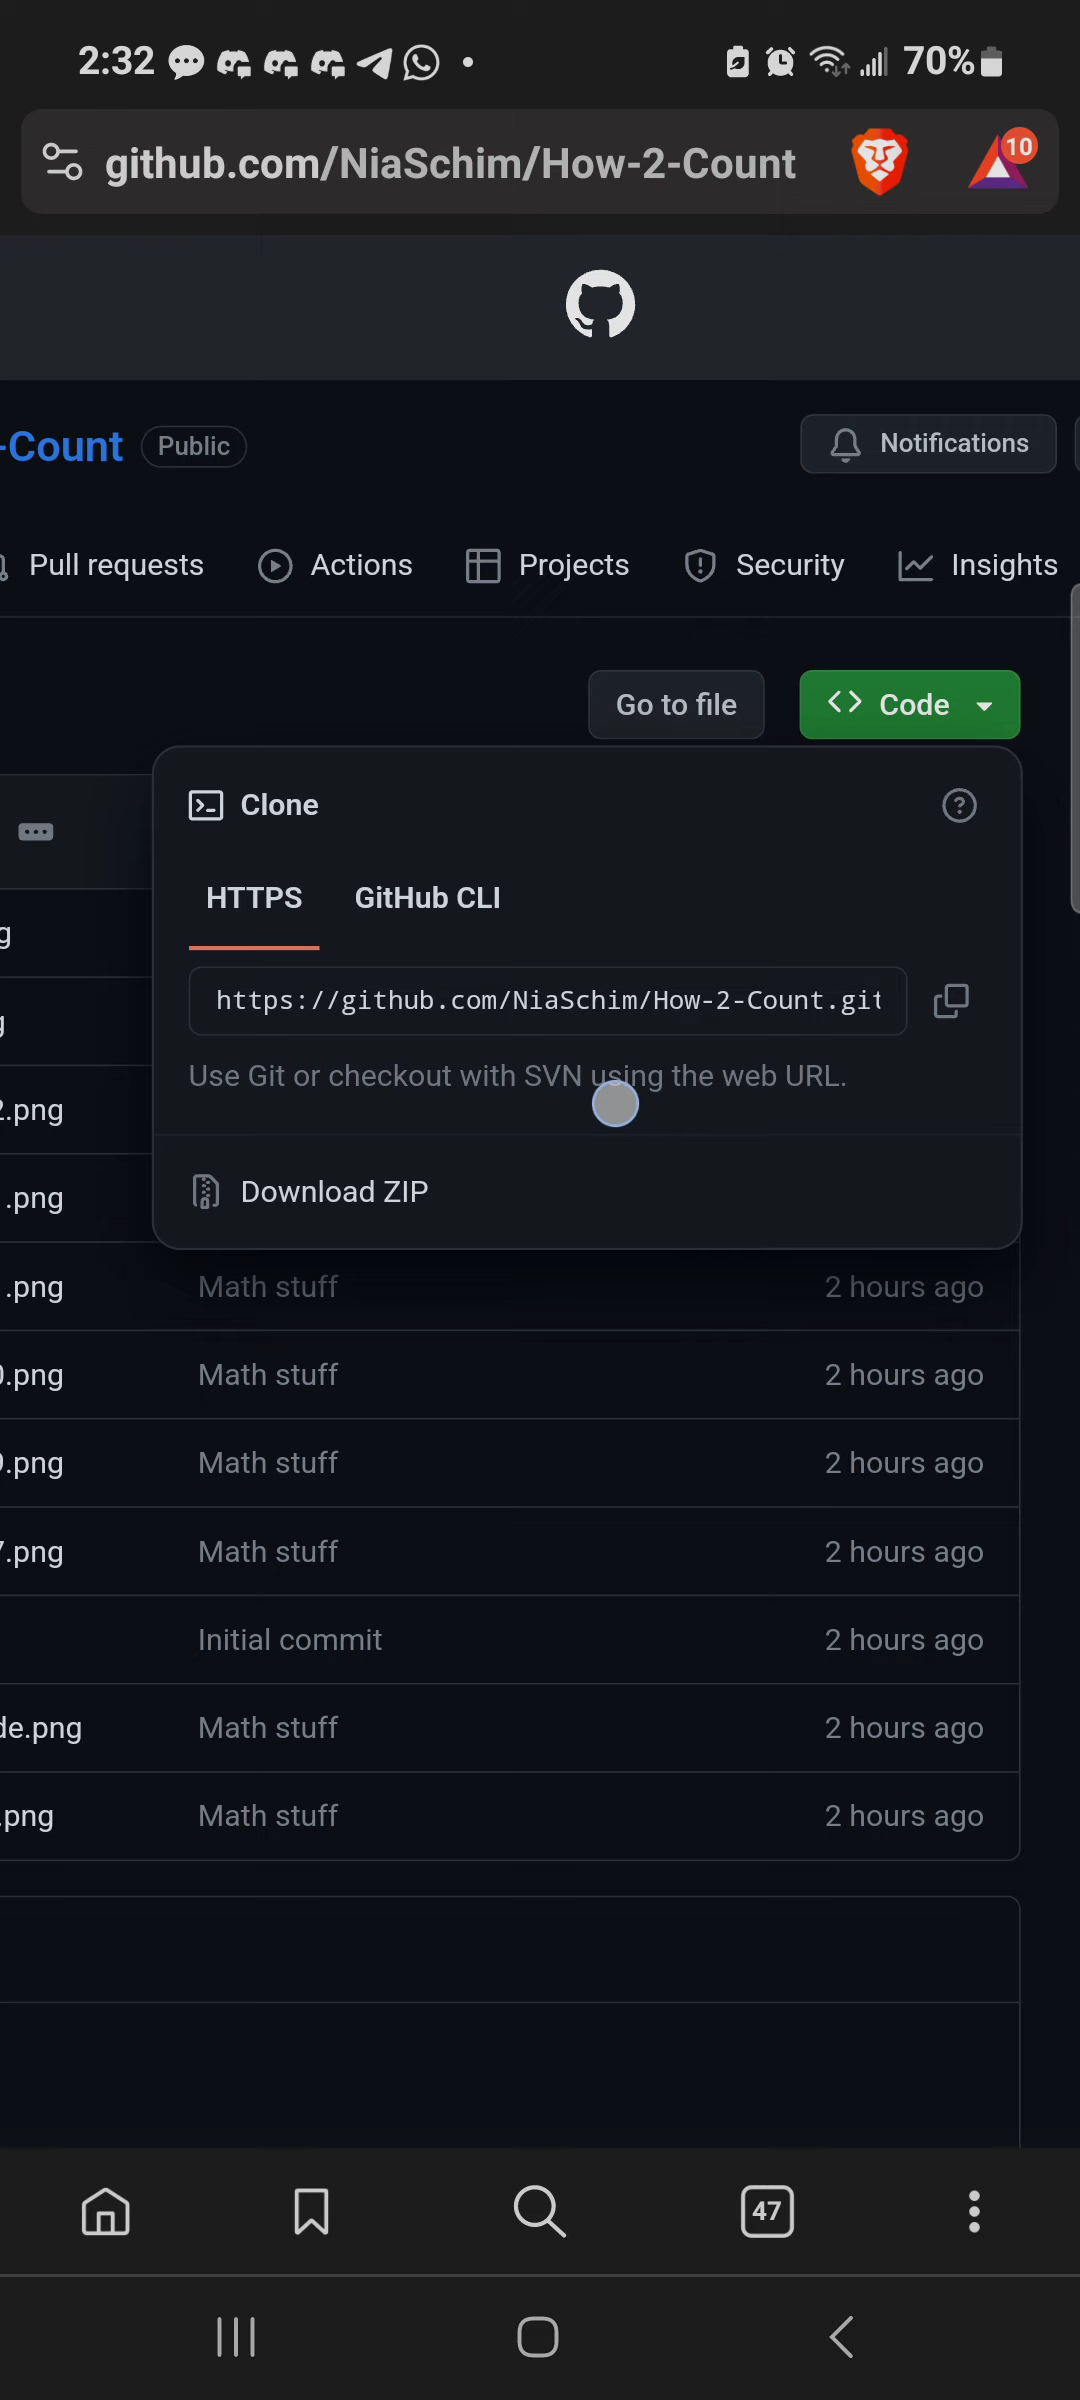 2:32
70%
github.com/NiaSchim/How-2-Count
10
-Count Public
Notifications
Pull requests Actions Projects Security Insights
Go to file
Code
Clone
HTTPS GitHub CLI
https://github.com/NiaSchim/How-2-Count.git
Use Git or checkout with SVN using the web URL.
Download ZIP
g
g
2.png
.png
.png Math stuff 2 hours ago
0.png Math stuff 2 hours ago
9.png Math stuff 2 hours ago
7.png Math stuff 2 hours ago
Initial commit 2 hours ago
de.png Math stuff 2 hours ago
.png Math stuff 2 hours ago
47